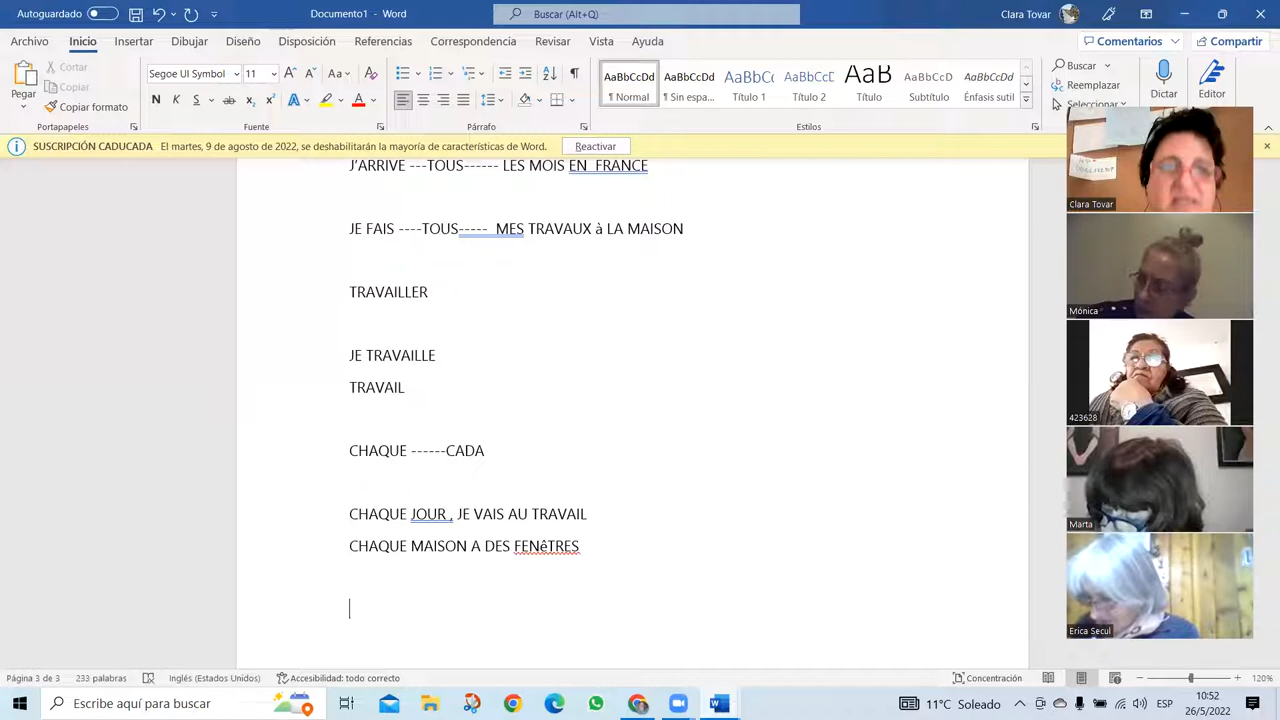 Autoguardado
Documento1 - Word
Buscar (Alt+Q)
Clara Tovar
Archivo Inicio Insertar Dibujar Diseño Disposición Referencias Correspondencia Revisar Vista Ayuda
Comentarios
Compartir
Pegar
Cortar
Copiar
Copiar formato
Portapapeles
Segoe UI Symbol 11
N K S
Fuente
Párrafo
AaBbCcDd
Normal
AaBbCcDd
Sin espa...
AaBbCc
Título 1
AaBbCcD
Título 2
AaB
Título
AaBbCcDd
Subtítulo
AaBbCcDd
Énfasis sutil
Estilos
Buscar
Reemplazar
Seleccionar
Dictar
Editor
SUSCRIPCIÓN CADUCADA El martes, 9 de agosto de 2022, se deshabilitarán la mayoría de características de Word.
Reactivar
J'ARRIVE ---TOUS------ LES MOIS EN FRANCE
JE FAIS ----TOUS----- MES TRAVAUX à LA MAISON
TRAVAILLER
JE TRAVAILLE
TRAVAIL
CHAQUE ------CADA
CHAQUE JOUR , JE VAIS AU TRAVAIL
CHAQUE MAISON A DES FENêTRES
Clara Tovar
Mónica
423628
Marta
Erica Secul
Página 3 de 3
233 palabras
Inglés (Estados Unidos)
Accesibilidad: todo correcto
Concentración
120%
Escribe aquí para buscar
11°C Soleado
ESP
10:52
26/5/2022